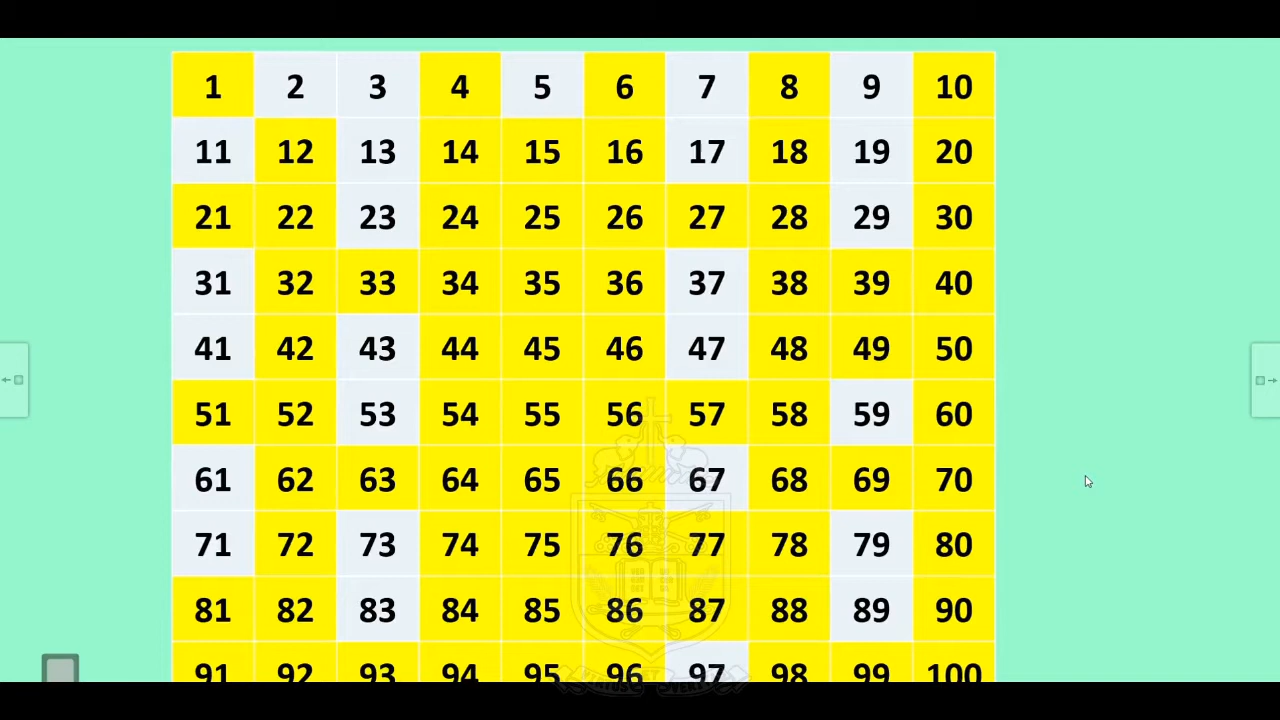 1 2 3 4 5 6 7 8 9 10
11 12 13 14 15 16 17 18 19 20
21 22 23 24 25 26 27 28 29 30
31 32 33 34 35 36 37 38 39 40
41 42 43 44 45 46 47 48 49 50
51 52 53 54 55 56 57 58 59 60
61 62 63 64 65 66 67 68 69 70
71 72 73 74 75 76 77 78 79 80
81 82 83 84 85 86 87 88 89 90
91 92 93 94 95 96 97 98 99 100